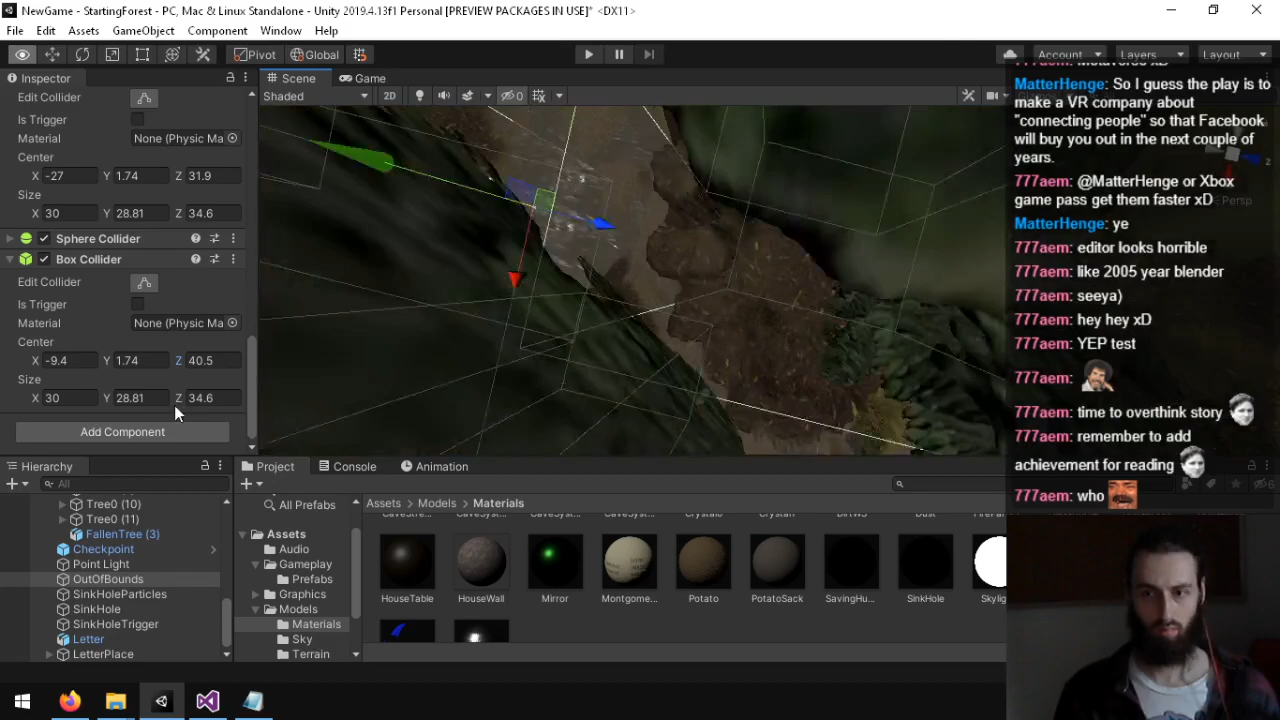 NewGame - StartingForest - PC, Mac & Linux Standalone - Unity 2019.4.13f1 Personal [PREVIEW PACKAGES IN USE]* <DX11>
File Edit Assets GameObject Component Window Help
Pivot Global Account Layers Layout
Inspector Scene Game
Shaded 2D 0
Edit Collider
Is Trigger
Material None (Physic Ma
Center
X -27 Y 1.74 Z 31.9
Size
X 30 Y 28.81 Z 34.6
Sphere Collider
Box Collider
Edit Collider
Is Trigger
Material None (Physic Ma
Center
X -9.4 Y 1.74 Z 40.5
Size
X 30 Y 28.81 Z 34.6
Add Component
MatterHenge: So I guess the play is to
make a VR company about
"connecting people" so that Facebook
will buy you out in the next couple of
years.
777aem: @MatterHenge or Xbox
game pass get them faster xD
MatterHenge: ye
777aem: editor looks horrible
777aem: like 2005 year blender
777aem: seeya)
777aem: hey hey xD
777aem: YEP test
777aem:
777aem: time to overthink story
777aem: remember to add
achievement for reading
777aem: who
Hierarchy
All
Tree0 (10)
Tree0 (11)
FallenTree (3)
Checkpoint
Point Light
OutOfBounds
SinkHoleParticles
SinkHole
SinkHoleTrigger
Letter
LetterPlace
Project Console Animation
All Prefabs
Assets
Audio
Gameplay
Prefabs
Graphics
Models
Materials
Sky
Terrain
Assets > Models > Materials
HouseTable HouseWall Mirror Montgome... Potato PotatoSack SavingHu... SinkHole Skylig